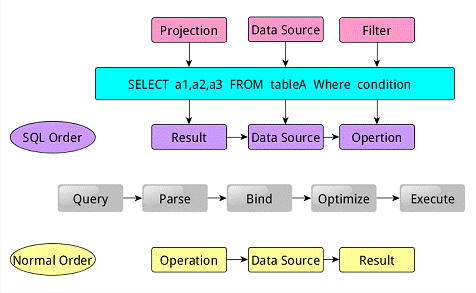 Projection Data Source Filter
SELECT a1,a2,a3 FROM tableA Where condition
SQL Order Result Data Source Opertion
Query Parse Bind Optimize Execute
Normal Order Operation Data Source Result